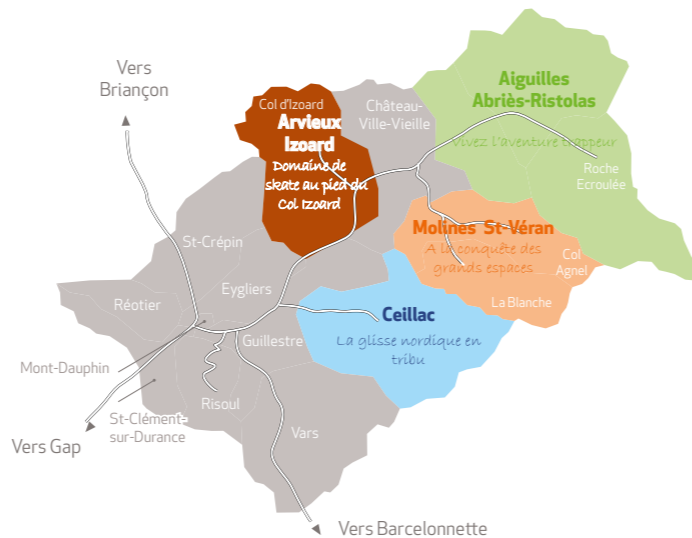 Vers
Briançon
Col d'Izoard
Arvieux
Izoard
Domaine de
skate au pied du
Col Izoard
Château-
Ville-Vieille
Aiguilles
Abriès-Ristolas
Vivez l'aventure trappeur
Roche
Ecroulée
Molines St-Véran
A la conquête des
grands espaces
Col
Agnel
La Blanche
St-Crépin
Réotier
Eygliers
Ceillac
La glisse nordique en
tribu
Guillestre
Mont-Dauphin
Risoul
St-Clément-
sur-Durance
Vars
Vers Gap
Vers Barcelonnette